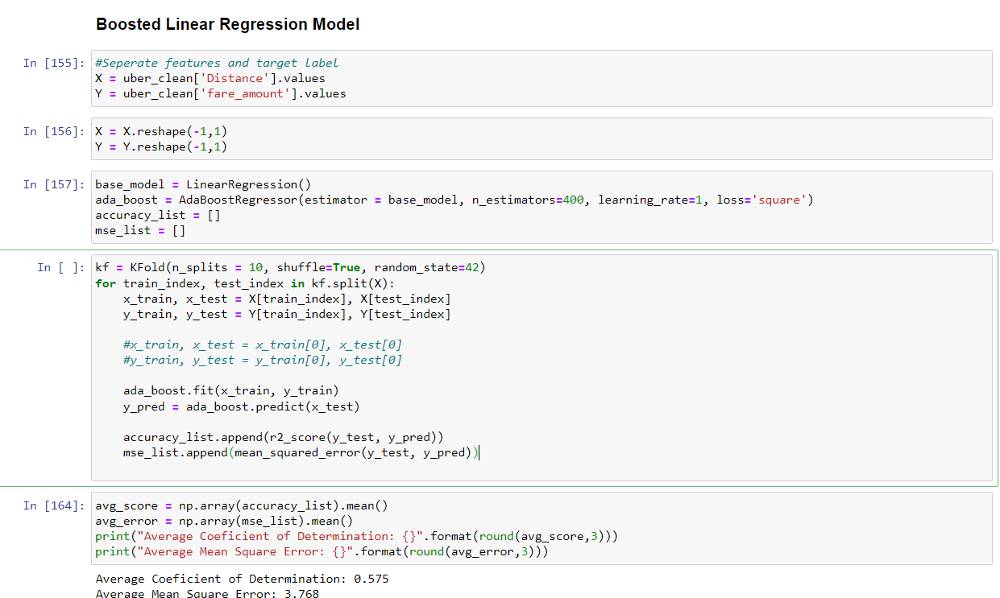 Boosted Linear Regression Model
In [155]:
#Seperate features and target label
X = uber_clean['Distance'].values
Y = uber_clean['fare_amount'].values
In [156]:
X = X.reshape(-1,1)
Y = Y.reshape(-1,1)
In [157]:
base_model = LinearRegression()
ada_boost = AdaBoostRegressor(estimator = base_model, n_estimators=400, learning_rate=1, loss='square')
accuracy_list = []
mse_list = []
In [ ]:
kf = KFold(n_splits = 10, shuffle=True, random_state=42)
for train_index, test_index in kf.split(X):
    x_train, x_test = X[train_index], X[test_index]
    y_train, y_test = Y[train_index], Y[test_index]
    #x_train, x_test = x_train[0], x_test[0]
    #y_train, y_test = y_train[0], y_test[0]
    ada_boost.fit(x_train, y_train)
    y_pred = ada_boost.predict(x_test)
    accuracy_list.append(r2_score(y_test, y_pred))
    mse_list.append(mean_squared_error(y_test, y_pred))
In [164]:
avg_score = np.array(accuracy_list).mean()
avg_error = np.array(mse_list).mean()
print("Average Coeficient of Determination: {}".format(round(avg_score,3)))
print("Average Mean Square Error: {}".format(round(avg_error,3)))
Average Coeficient of Determination: 0.575
Average Mean Square Error: 3.768